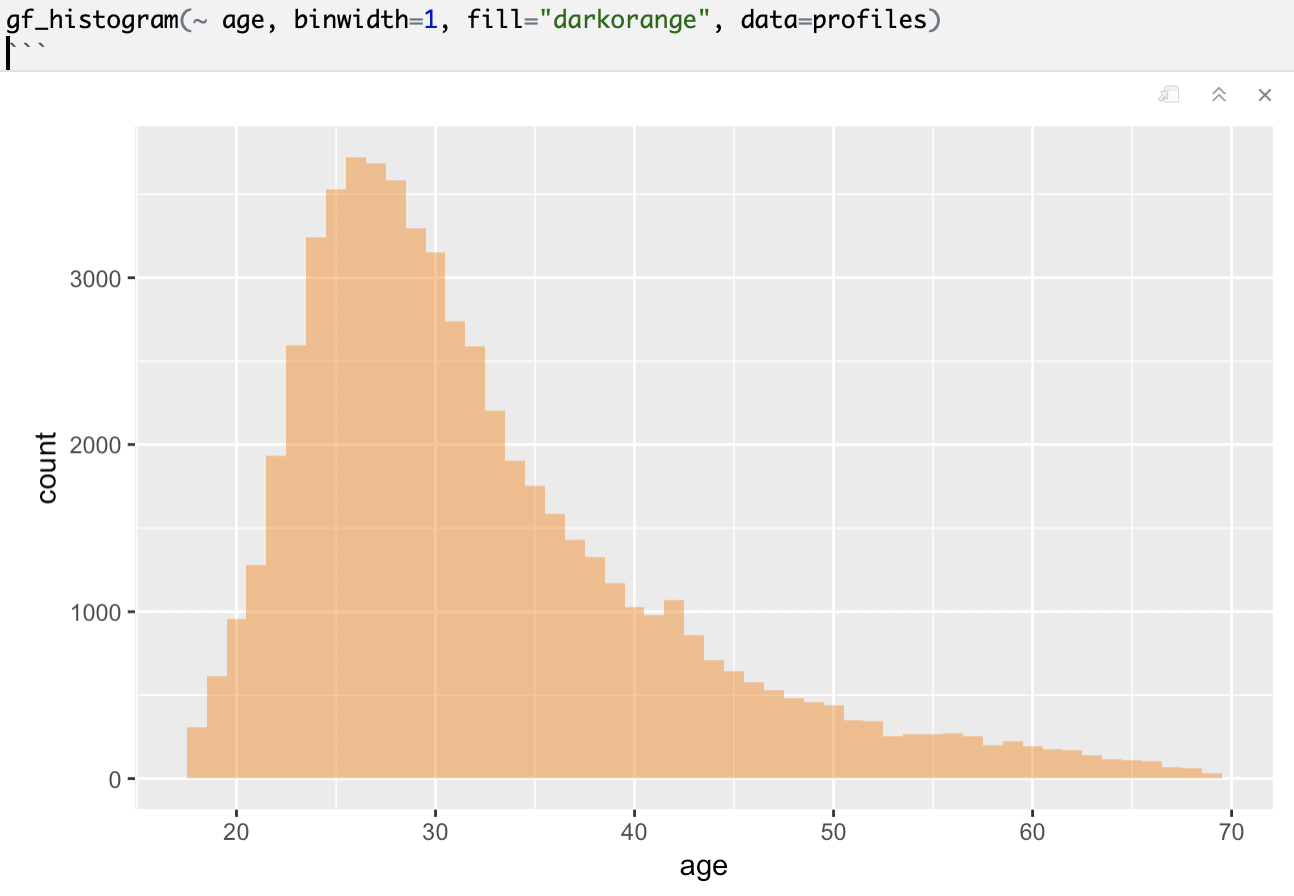 gf_histogram(~ age, binwidth=1, fill="darkorange", data=profiles)
```
3000
2000
1000
0
count
20 30 40 50 60 70
age